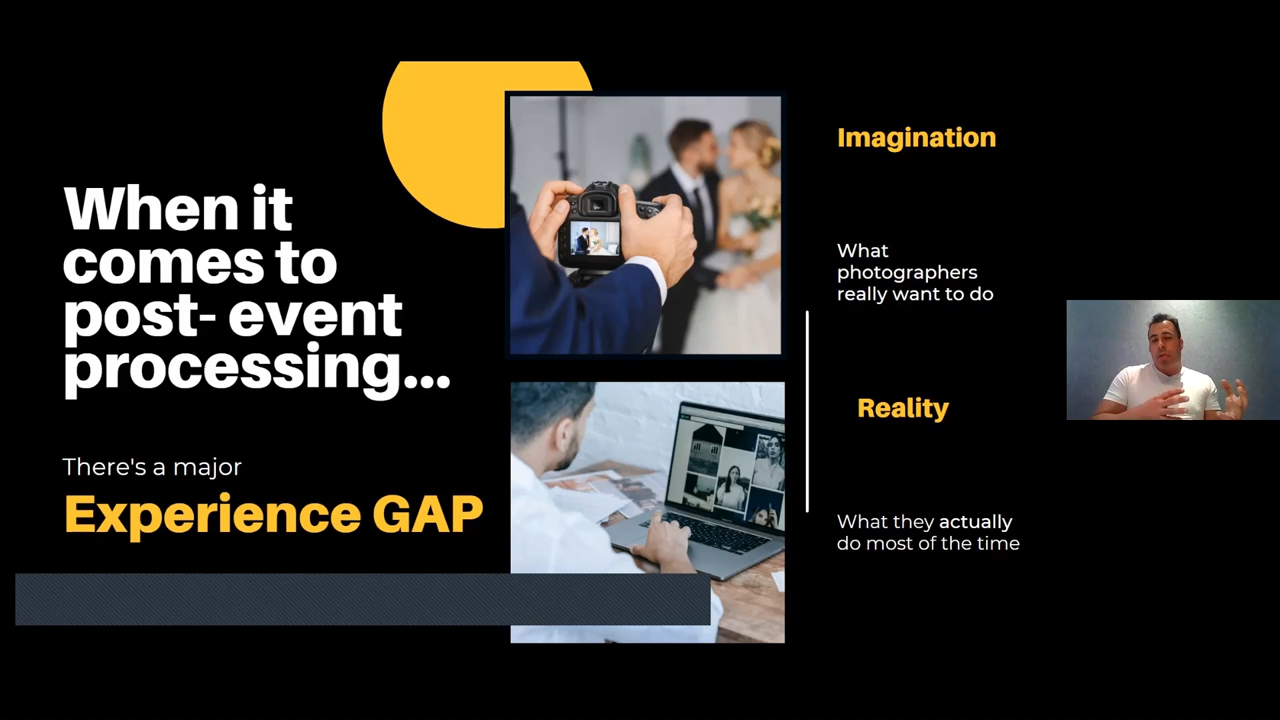 When it
comes to
post- event
processing...
There's a major
Experience GAP
Imagination
What
photographers
really want to do
Reality
What they actually
do most of the time